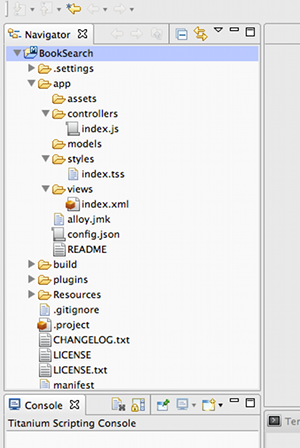 Navigator
BookSearch
.settings
app
assets
controllers
index.js
models
styles
index.tss
views
index.xml
alloy.jmk
config.json
README
build
plugins
Resources
.gitignore
.project
CHANGELOG.txt
LICENSE
LICENSE.txt
manifest
Console
Titanium Scripting Console
Ter